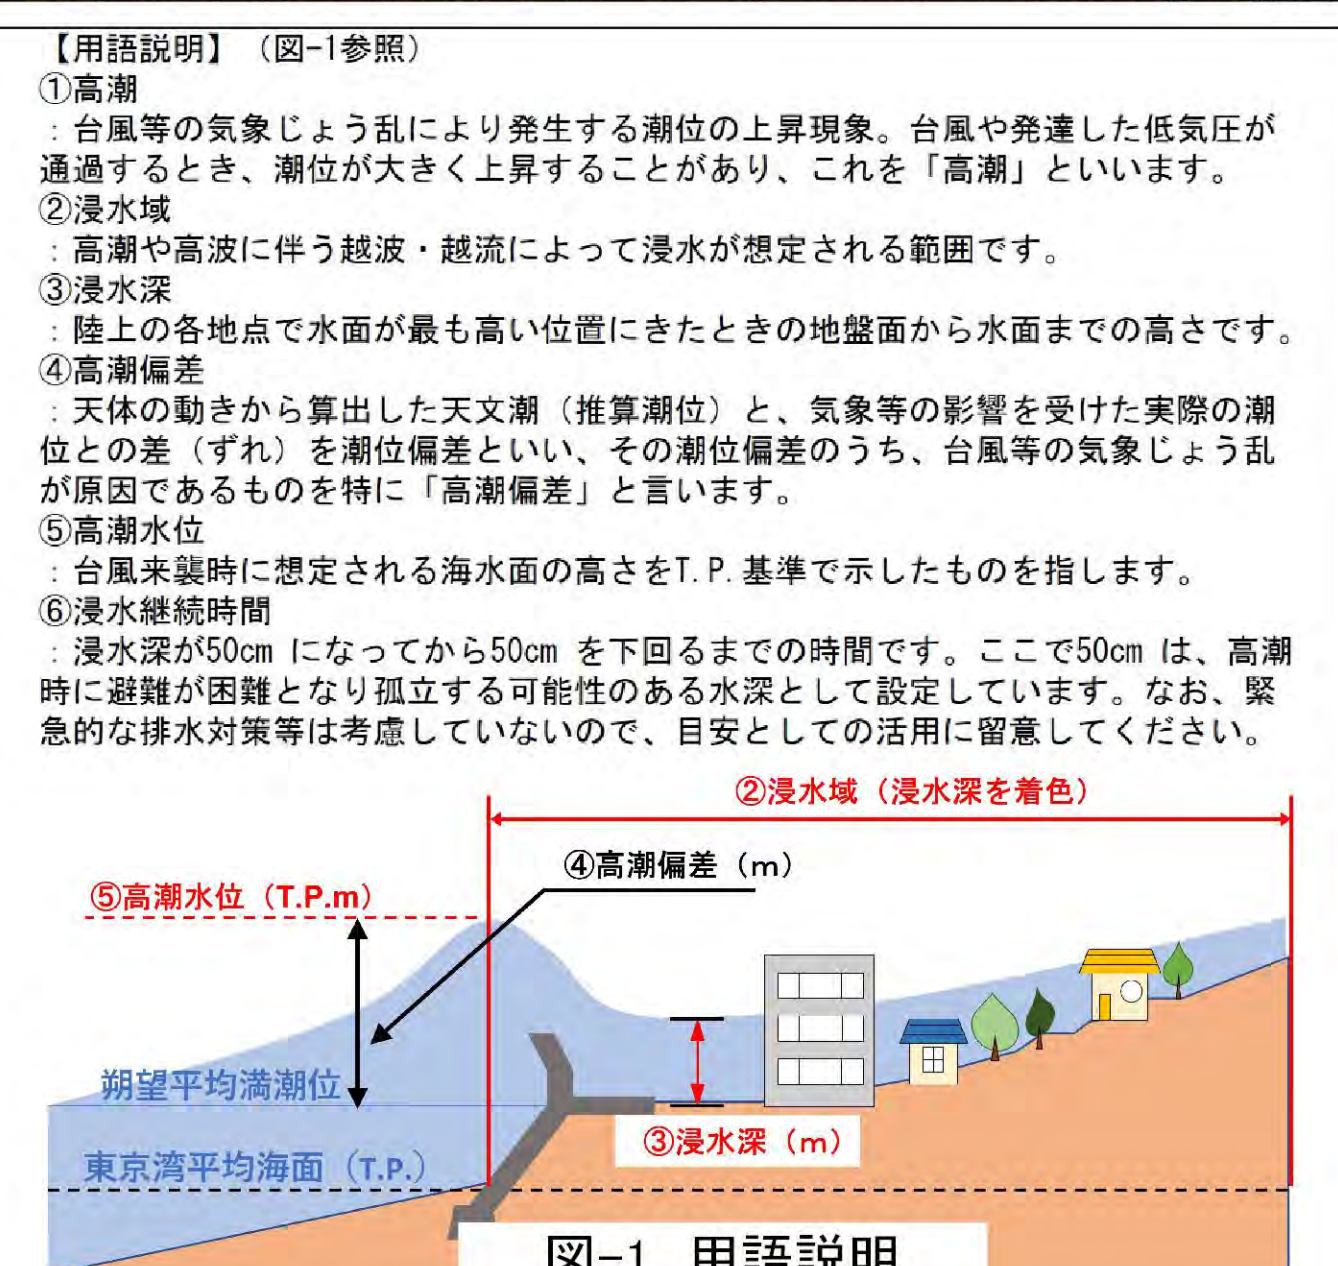 【用語説明】（図-1参照）
①高潮
：台風等の気象じょう乱により発生する潮位の上昇現象。台風や発達した低気圧が
通過するとき、潮位が大きく上昇することがあり、これを「高潮」といいます。
②浸水域
：高潮や高波に伴う越波・越流によって浸水が想定される範囲です。
③浸水深
：陸上の各地点で水面が最も高い位置にきたときの地盤面から水面までの高さです。
④高潮偏差
：天体の動きから算出した天文潮（推算潮位）と、気象等の影響を受けた実際の潮
位との差（ずれ）を潮位偏差といい、その潮位偏差のうち、台風等の気象じょう乱
が原因であるものを特に「高潮偏差」と言います。
⑤高潮水位
：台風来襲時に想定される海水面の高さをT.P.基準で示したものを指します。
⑥浸水継続時間
：浸水深が50cm になってから50cm を下回るまでの時間です。ここで50cm は、高潮
時に避難が困難となり孤立する可能性のある水深として設定しています。なお、緊
急的な排水対策等は考慮していないので、目安としての活用に留意してください。
②浸水域（浸水深を着色）
④高潮偏差（m）
⑤高潮水位（T.P.m）
朔望平均満潮位
③浸水深（m）
東京湾平均海面（T.P.）
図-1 用語説明